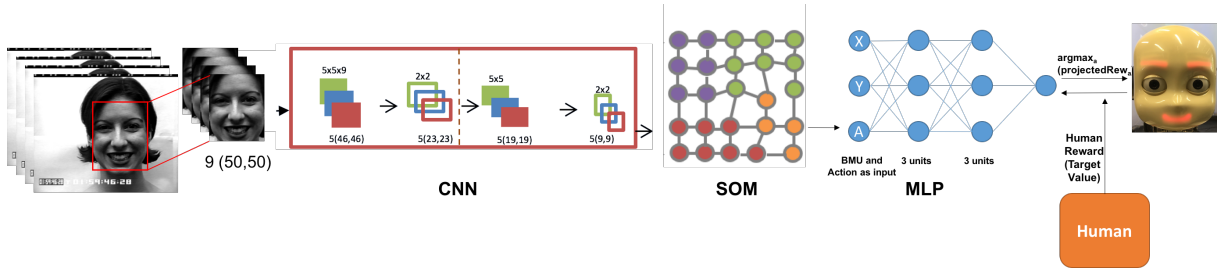 9 (50,50)
5x5x9
2x2
5x5
2x2
5(46,46)
5(23,23)
5(19,19)
5(9,9)
CNN
SOM
X
Y
A
BMU and
Action as input
3 units
3 units
MLP
argmaxₐ
(projectedRewₐ
Human
Reward
(Target
Value)
Human